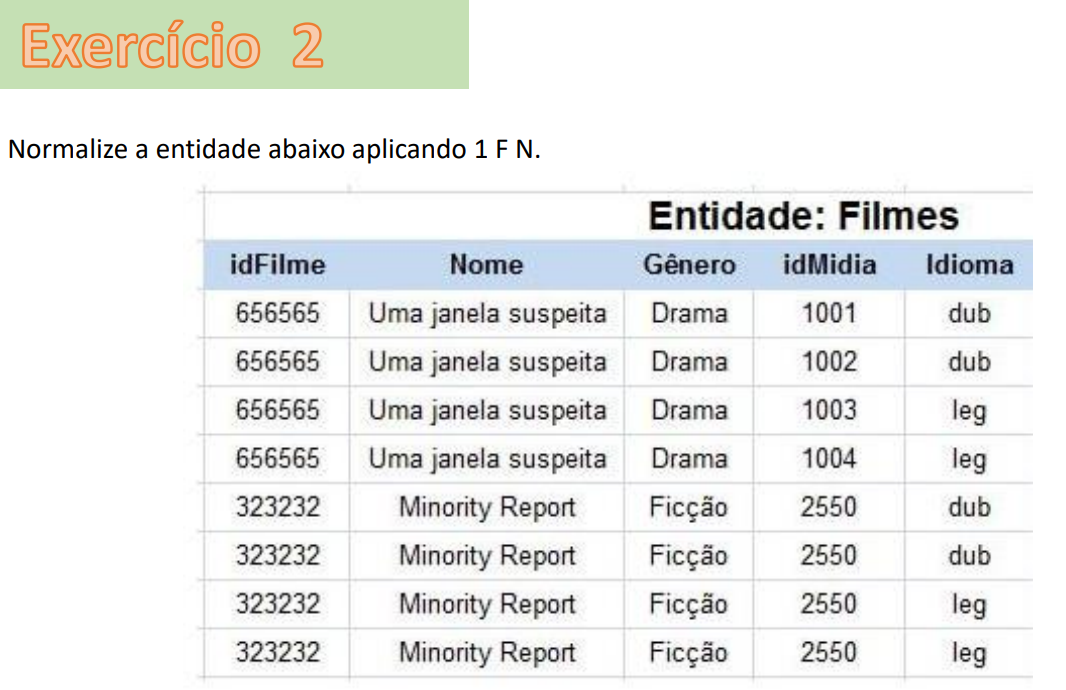 Exercício 2
Normalize a entidade abaixo aplicando 1 F N.
Entidade: Filmes
idFilme Nome Gênero idMidia Idioma
656565 Uma janela suspeita Drama 1001 dub
656565 Uma janela suspeita Drama 1002 dub
656565 Uma janela suspeita Drama 1003 leg
656565 Uma janela suspeita Drama 1004 leg
323232 Minority Report Ficção 2550 dub
323232 Minority Report Ficção 2550 dub
323232 Minority Report Ficção 2550 leg
323232 Minority Report Ficção 2550 leg